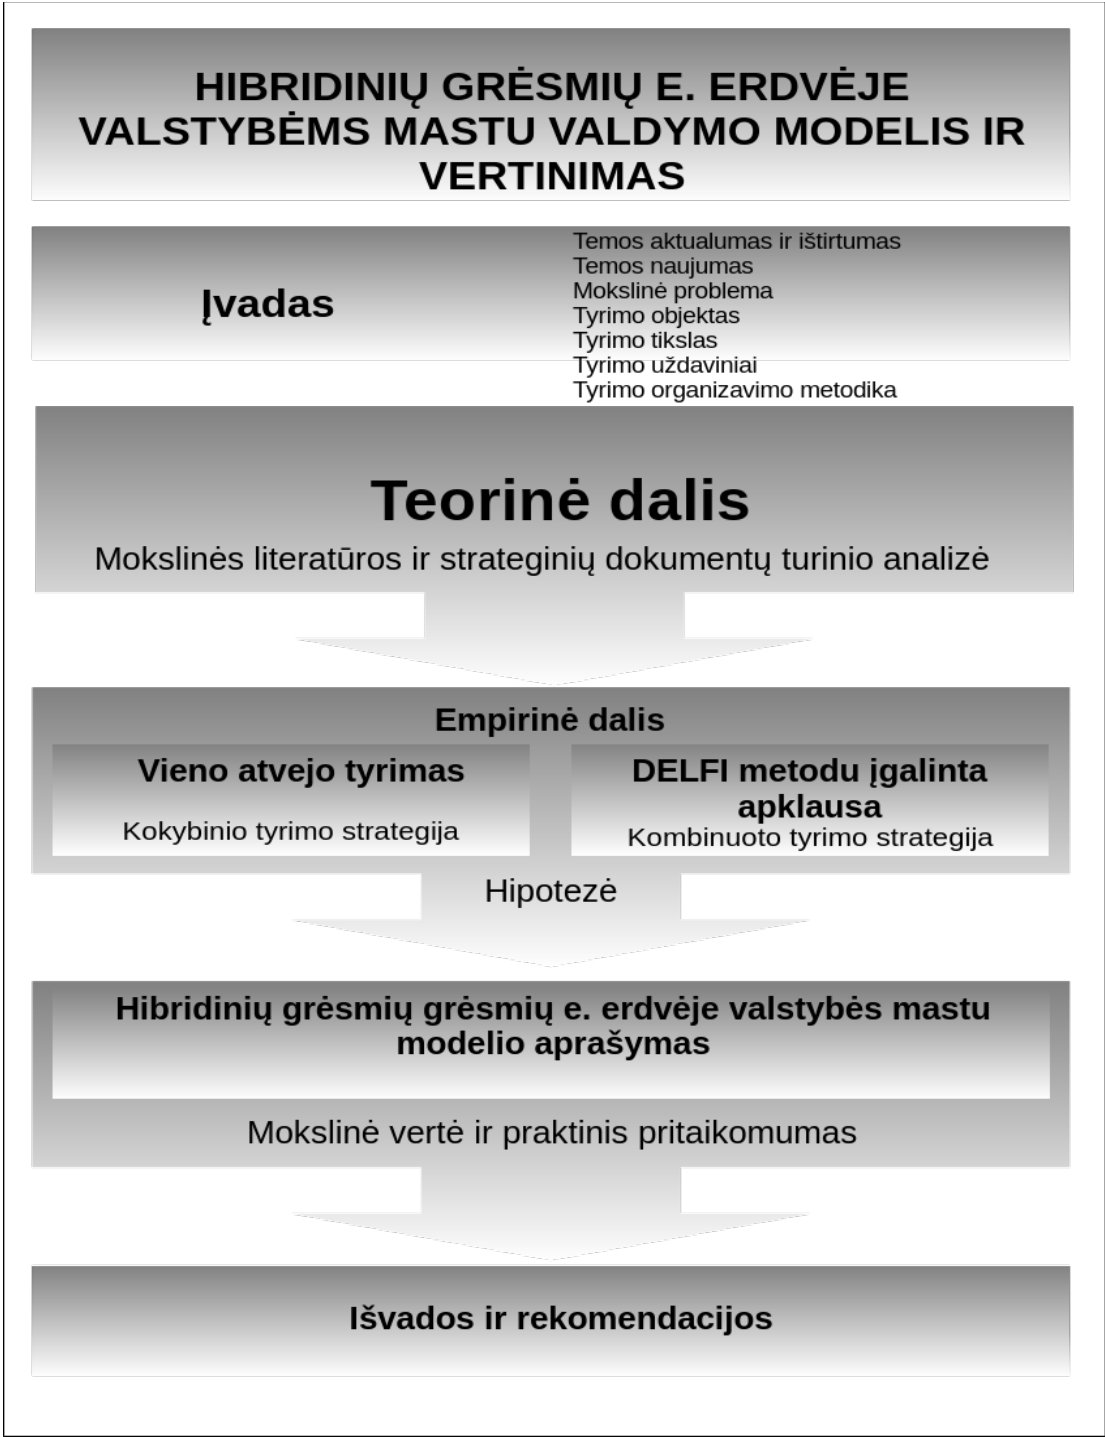 HIBRIDINIŲ GRĖSMIŲ E. ERDVĖJE
VALSTYBĖMS MASTU VALDYMO MODELIS IR
VERTINIMAS
Įvadas
Temos aktualumas ir ištirtumas
Temos naujumas
Mokslinė problema
Tyrimo objektas
Tyrimo tikslas
Tyrimo uždaviniai
Tyrimo organizavimo metodika
Teorinė dalis
Mokslinės literatūros ir strateginių dokumentų turinio analizė
Empirinė dalis
Vieno atvejo tyrimas
Kokybinio tyrimo strategija
DELFI metodu įgalinta
apklausa
Kombinuoto tyrimo strategija
Hipotezė
Hibridinių grėsmių grėsmių e. erdvėje valstybės mastu
modelio aprašymas
Mokslinė vertė ir praktinis pritaikomumas
Išvados ir rekomendacijos